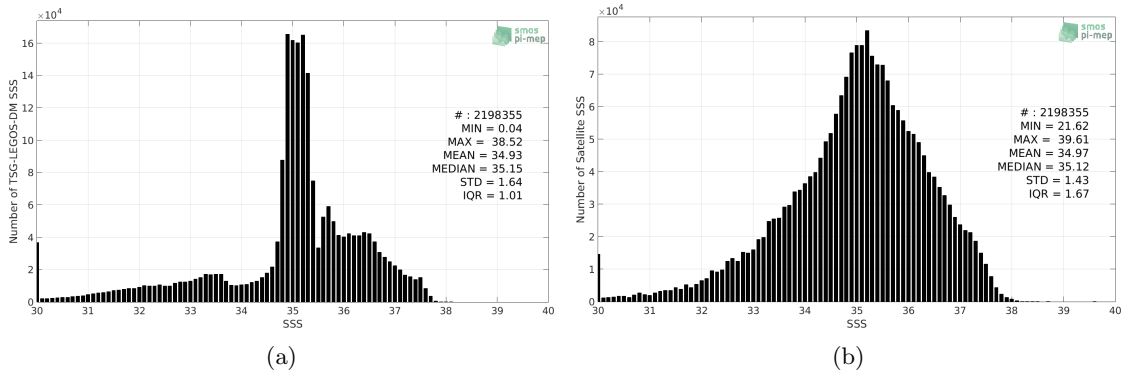 ×10⁴
16
14
12
10
8
6
4
2
0
Number of TSG-LEGOS-DM SSS
smos
pi-mep
# : 2198355
MIN = 0.04
MAX = 38.52
MEAN = 34.93
MEDIAN = 35.15
STD = 1.64
IQR = 1.01
30 31 32 33 34 35 36 37 38 39 40
SSS
(a)
×10⁴
8
7
6
5
4
3
2
1
0
Number of Satellite SSS
smos
pi-mep
# : 2198355
MIN = 21.62
MAX = 39.61
MEAN = 34.97
MEDIAN = 35.12
STD = 1.43
IQR = 1.67
30 31 32 33 34 35 36 37 38 39 40
SSS
(b)